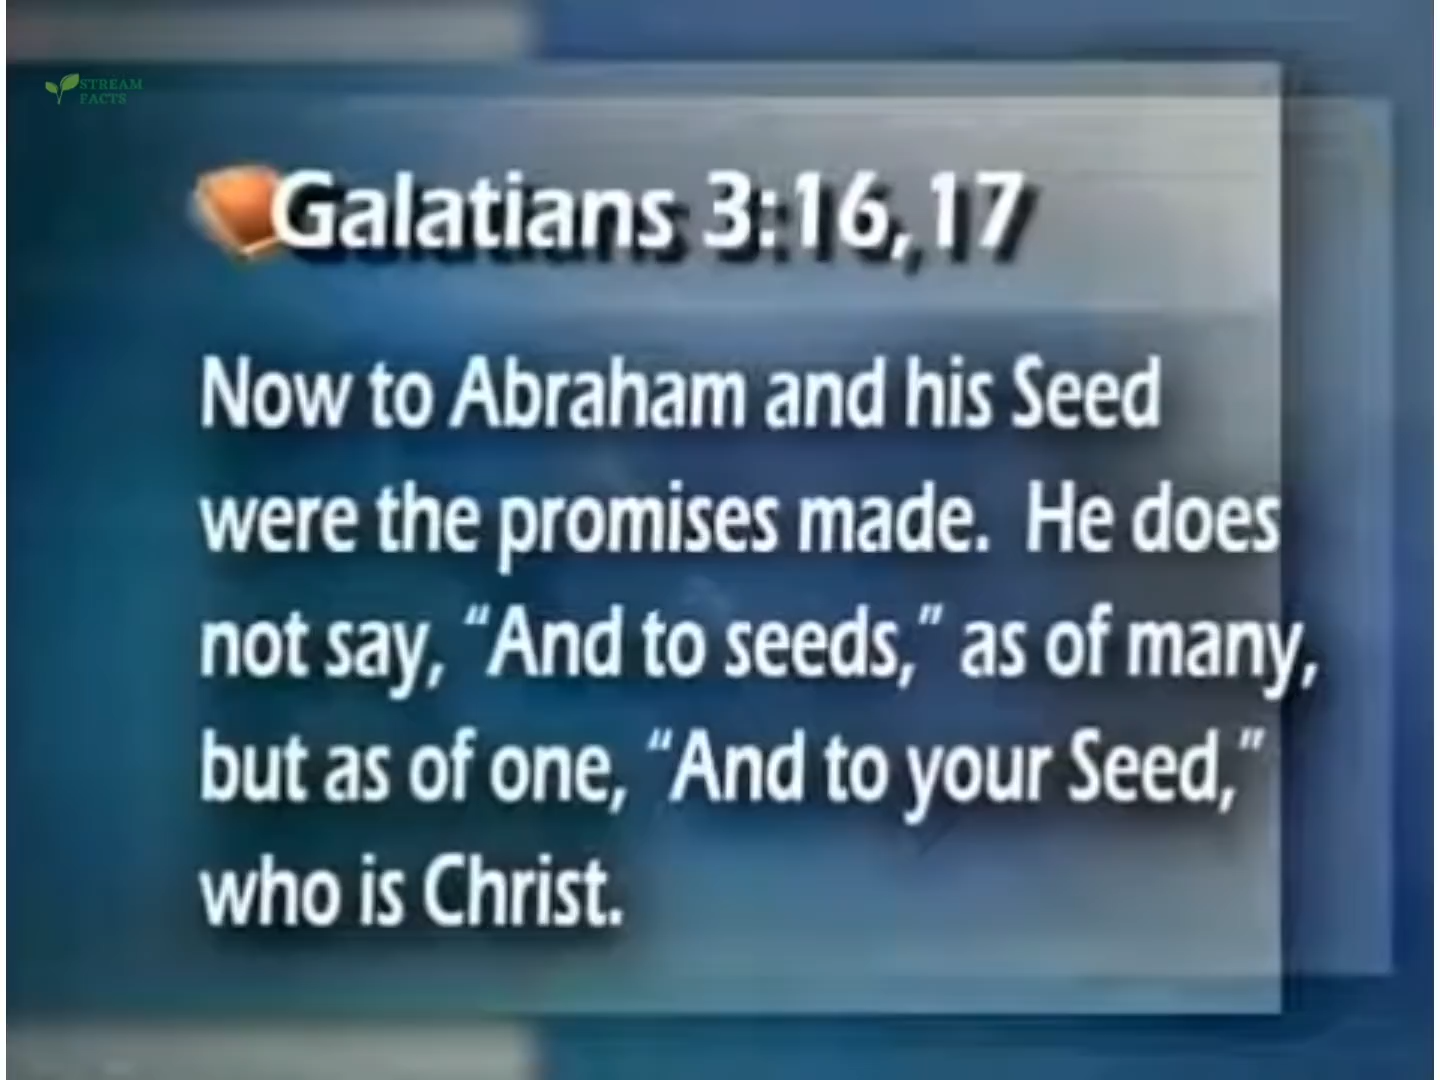 STREAM
FACTS
Galatians 3:16,17
Now to Abraham and his Seed
were the promises made.  He does
not say, “And to seeds,” as of many,
but as of one, “And to your Seed,”
who is Christ.